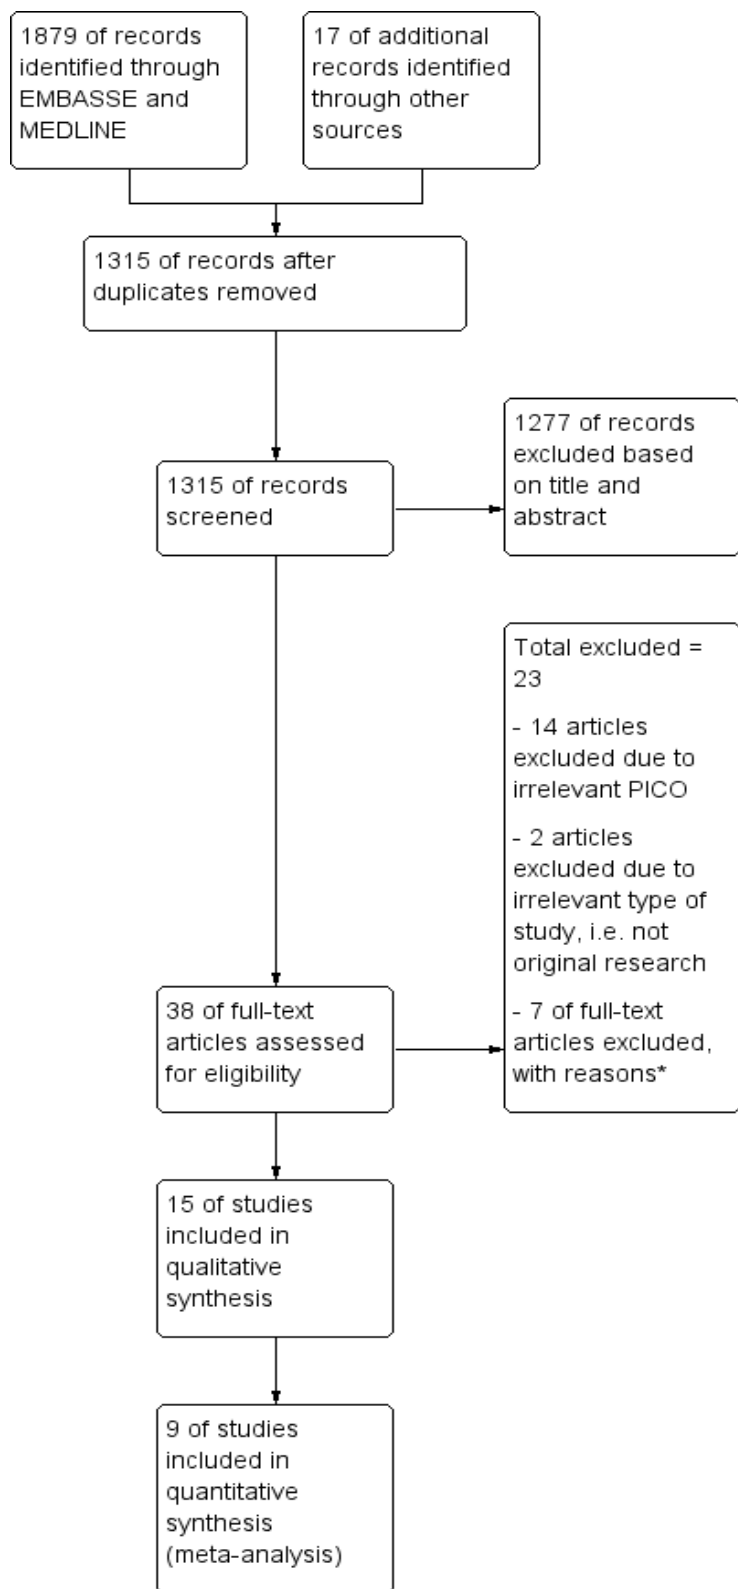 1879 of records
identified through
EMBASSE and
MEDLINE
17 of additional
records identified
through other
sources
1315 of records after
duplicates removed
1315 of records
screened
1277 of records
excluded based
on title and
abstract
Total excluded =
23
- 14 articles
excluded due to
irrelevant PICO
- 2 articles
excluded due to
irrelevant type of
study, i.e. not
original research
- 7 of full-text
articles excluded,
with reasons*
38 of full-text
articles assessed
for eligibility
15 of studies
included in
qualitative
synthesis
9 of studies
included in
quantitative
synthesis
(meta-analysis)